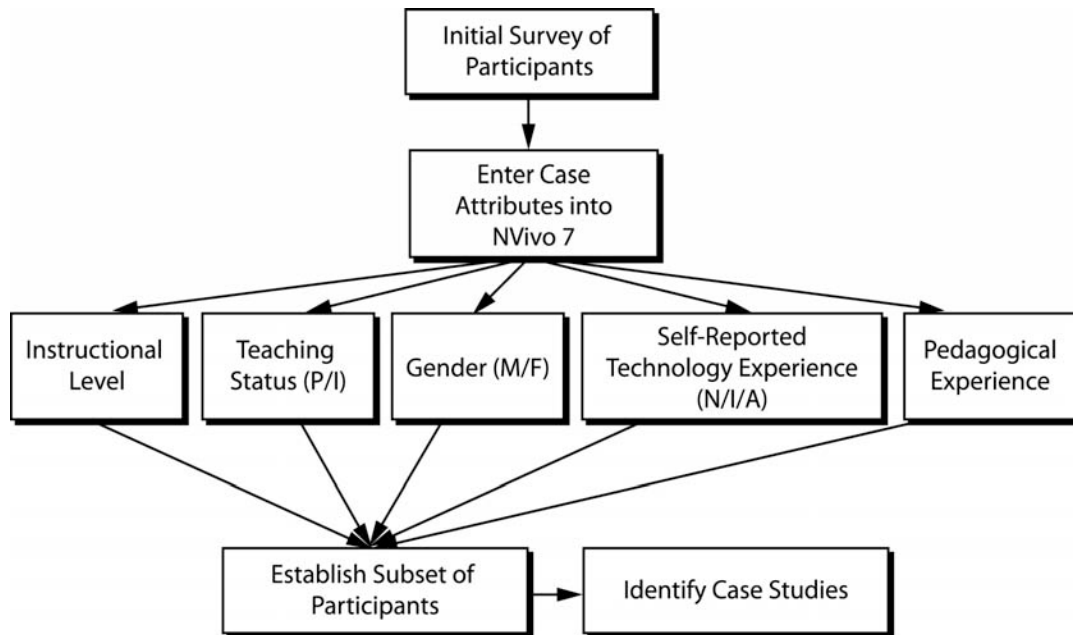 Initial Survey of
Participants
Enter Case
Attributes into
NVivo 7
Instructional
Level
Teaching
Status (P/I)
Gender (M/F)
Self-Reported
Technology Experience
(N/I/A)
Pedagogical
Experience
Establish Subset of
Participants
Identify Case Studies